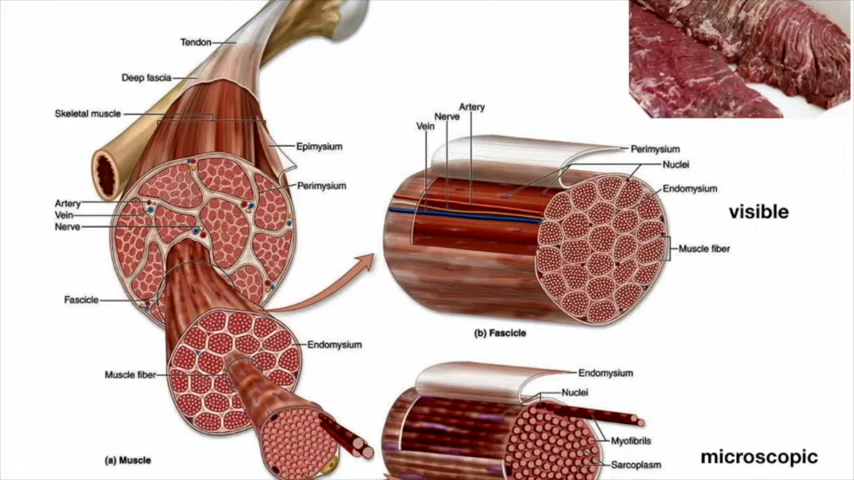 Tendon
Deep fascia
Skeletal muscle
Epimysium
Perimysium
Artery
Vein
Nerve
Fascicle
Endomysium
Muscle fiber
(a) Muscle
Artery
Nerve
Vein
Perimysium
Nuclei
Endomysium
Muscle fiber
(b) Fascicle
visible
Endomysium
Nuclei
Myofibrils
Sarcoplasm
microscopic